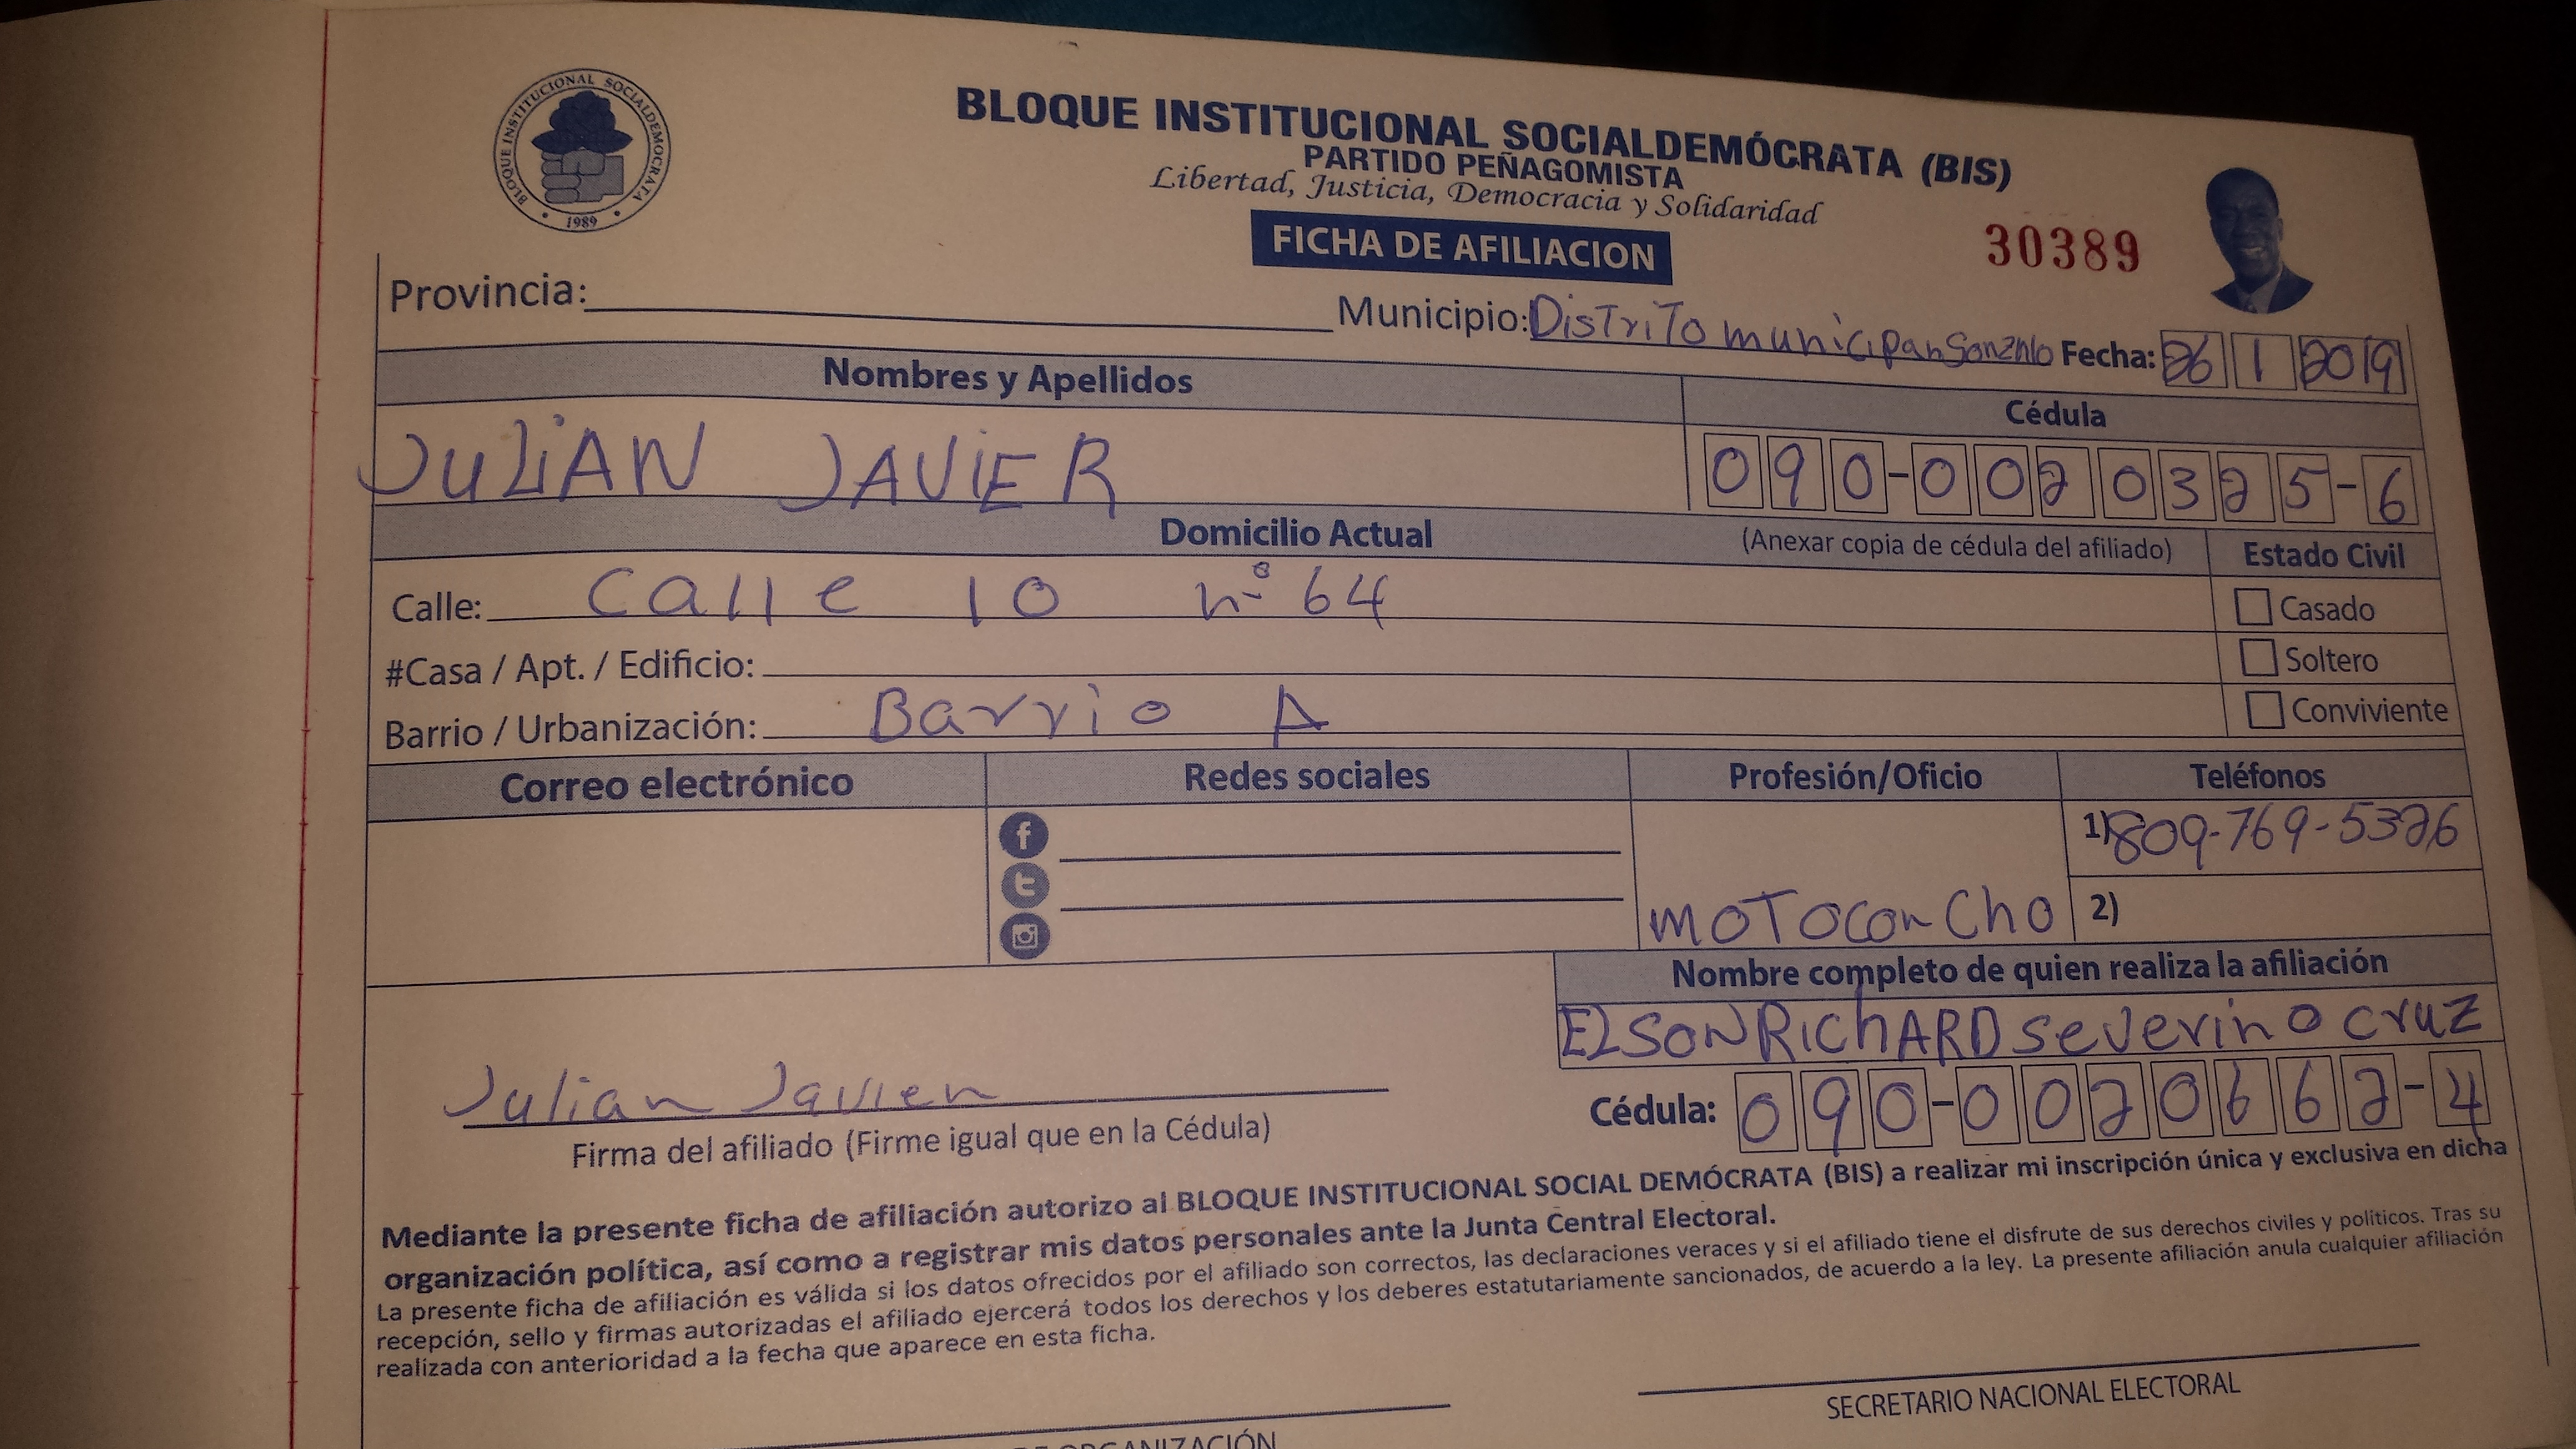 BLOQUE INSTITUCIONAL SOCIALDEMOCRATA
1989
BLOQUE INSTITUCIONAL SOCIALDEMÓCRATA (BIS)
PARTIDO PEÑAGOMISTA
Libertad, Justicia, Democracia y Solidaridad
FICHA DE AFILIACION
30389
Provincia:
Municipio: DisTriTo municipan Gonzalo Fecha: 26 1 2019
Nombres y Apellidos
Cédula
JULiAN JAVIER
090-0020325-6
Domicilio Actual
(Anexar copia de cédula del afiliado)
Estado Civil
Calle: calle 10 nº 64
Casado
#Casa / Apt. / Edificio:
Soltero
Barrio / Urbanización: Barrio A
Conviviente
Correo electrónico
Redes sociales
Profesión/Oficio
Teléfonos
1) 809-769-5326
moToconcho
2)
Nombre completo de quien realiza la afiliación
ELSON RIChARD severino cruz
Cédula: 090-0020662-4
Julian Javier
Firma del afiliado (Firme igual que en la Cédula)
Mediante la presente ficha de afiliación autorizo al BLOQUE INSTITUCIONAL SOCIAL DEMÓCRATA (BIS) a realizar mi inscripción única y exclusiva en dicha
organización política, así como a registrar mis datos personales ante la Junta Central Electoral.
La presente ficha de afiliación es válida si los datos ofrecidos por el afiliado son correctos, las declaraciones veraces y si el afiliado tiene el disfrute de sus derechos civiles y políticos. Tras su
recepción, sello y firmas autorizadas el afiliado ejercerá todos los derechos y los deberes estatutariamente sancionados, de acuerdo a la ley. La presente afiliación anula cualquier afiliación
realizada con anterioridad a la fecha que aparece en esta ficha.
SECRETARIO NACIONAL ELECTORAL
ORGANIZACIÓN